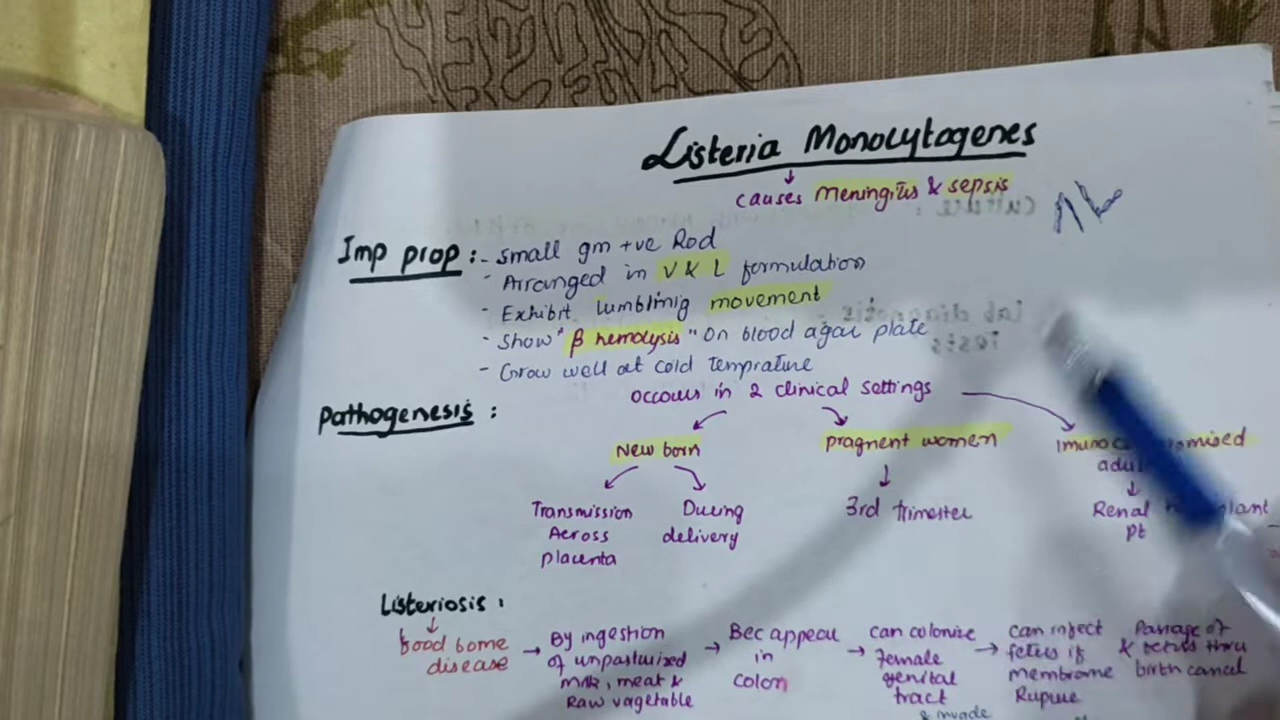 Listeria Monocytogenes
causes Meningitis & sepsis
Imp prop :- small gm +ve Rod
- Arranged in V & L formulation
- Exhibit tumbling movement
- Show "β hemolysis" On blood agar plate
- Grow well at cold temprature
Pathogenesis :
occours in 2 clinical settings
New born
pragnent women
Transmission Across placenta
During delivery
3rd trimester
Renal
pt
Listeriosis :
food borne disease
By ingestion of unpasturized milk, meat & Raw vagetable
Bec appear in colon
can colonize female genital tract
& invade
can infect fetus if membrome Rupure
& Passage of fetus thru birth canal